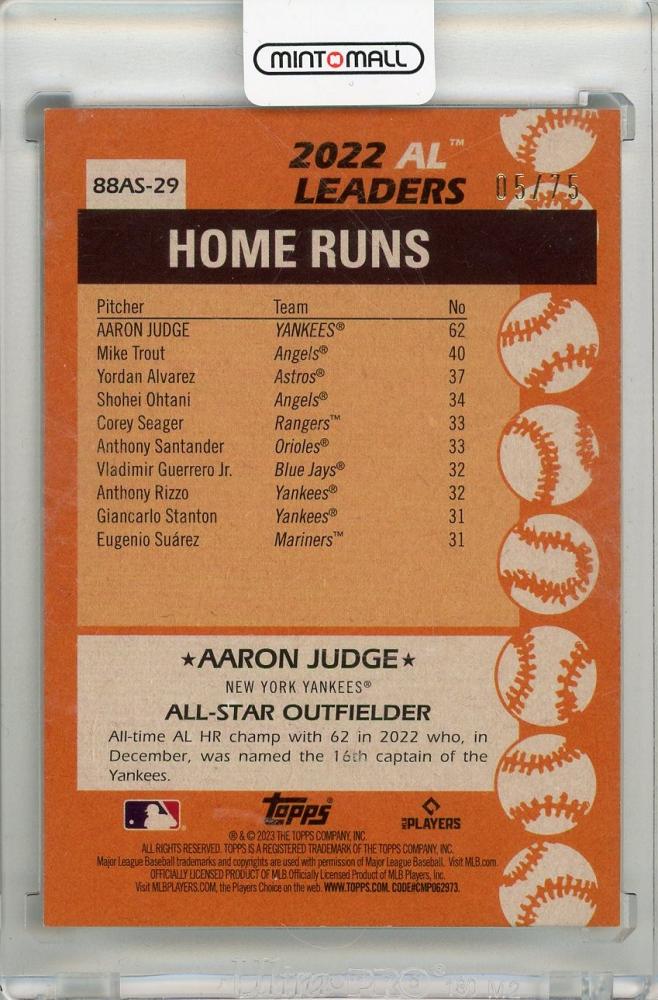 MINT MALL
2022 AL™
88AS-29
LEADERS
05/75
HOME RUNS
Pitcher Team No
AARON JUDGE YANKEES® 62
Mike Trout Angels® 40
Yordan Alvarez Astros® 37
Shohei Ohtani Angels® 34
Corey Seager Rangers™ 33
Anthony Santander Orioles® 33
Vladimir Guerrero Jr. Blue Jays® 32
Anthony Rizzo Yankees® 32
Giancarlo Stanton Yankees® 31
Eugenio Suárez Mariners™ 31
★AARON JUDGE★
NEW YORK YANKEES®
ALL-STAR OUTFIELDER
All-time AL HR champ with 62 in 2022 who, in
December, was named the 16th captain of the
Yankees.
Topps®
MLB PLAYERS
® & © 2023 THE TOPPS COMPANY, INC.
ALL RIGHTS RESERVED. TOPPS IS A REGISTERED TRADEMARK OF THE TOPPS COMPANY, INC.
Major League Baseball trademarks and copyrights are used with permission of Major League Baseball. Visit MLB.com.
OFFICIALLY LICENSED PRODUCT OF MLB Officially Licensed Product of MLB Players, Inc.
Visit MLBPLAYERS.COM, the Players Choice on the web. WWW.TOPPS.COM. CODE#CMP062973.
Ultra·PRO®